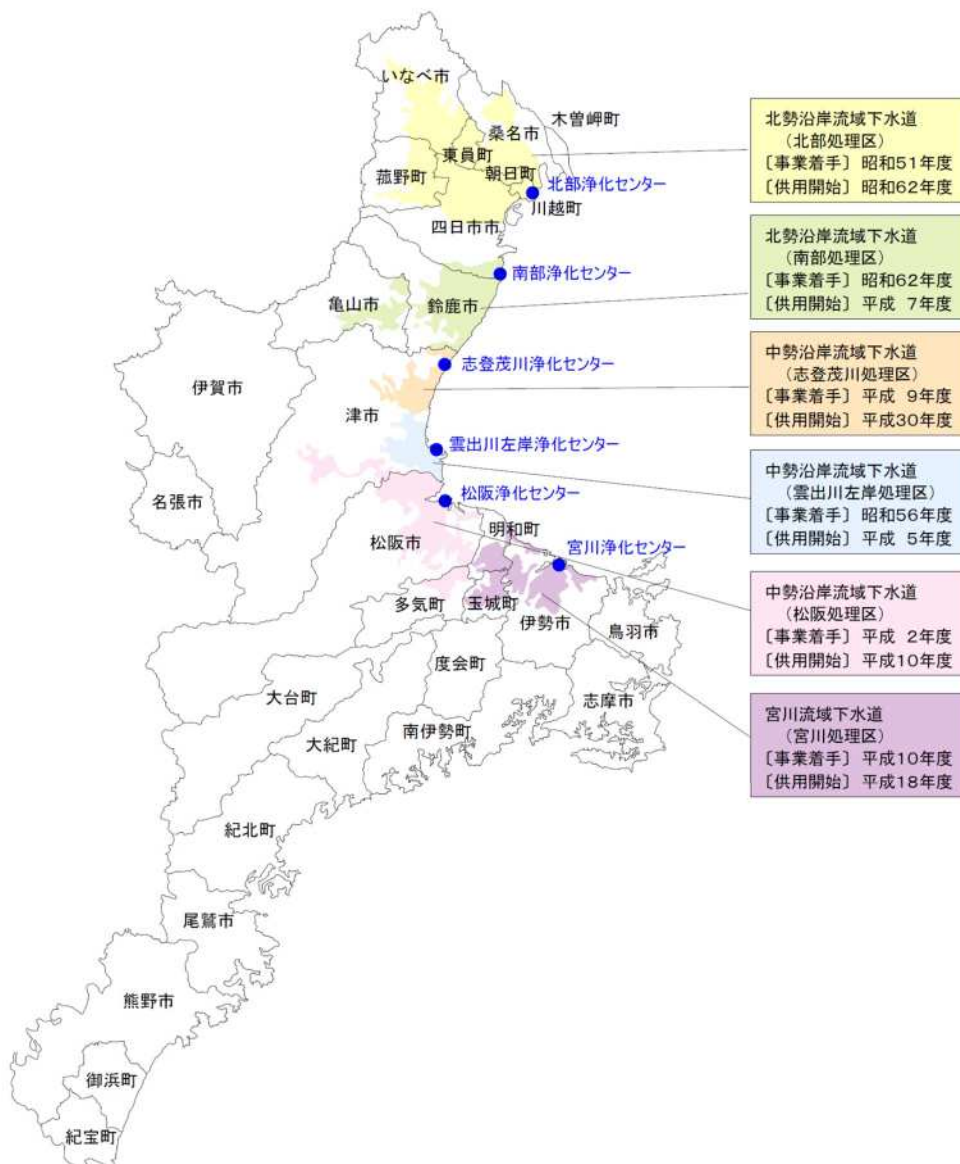 いなべ市
木曽岬町
桑名市
東員町
朝日町
菰野町
北部浄化センター
川越町
四日市市
南部浄化センター
亀山市
鈴鹿市
志登茂川浄化センター
伊賀市
津市
雲出川左岸浄化センター
名張市
松阪浄化センター
明和町
松阪市
宮川浄化センター
多気町
玉城町
伊勢市
鳥羽市
度会町
大台町
志摩市
南伊勢町
大紀町
紀北町
尾鷲市
熊野市
御浜町
紀宝町
北勢沿岸流域下水道
(北部処理区)
〔事業着手〕昭和51年度
〔供用開始〕昭和62年度
北勢沿岸流域下水道
(南部処理区)
〔事業着手〕昭和62年度
〔供用開始〕平成 7年度
中勢沿岸流域下水道
(志登茂川処理区)
〔事業着手〕平成 9年度
〔供用開始〕平成30年度
中勢沿岸流域下水道
(雲出川左岸処理区)
〔事業着手〕昭和56年度
〔供用開始〕平成 5年度
中勢沿岸流域下水道
(松阪処理区)
〔事業着手〕平成 2年度
〔供用開始〕平成10年度
宮川流域下水道
(宮川処理区)
〔事業着手〕平成10年度
〔供用開始〕平成18年度